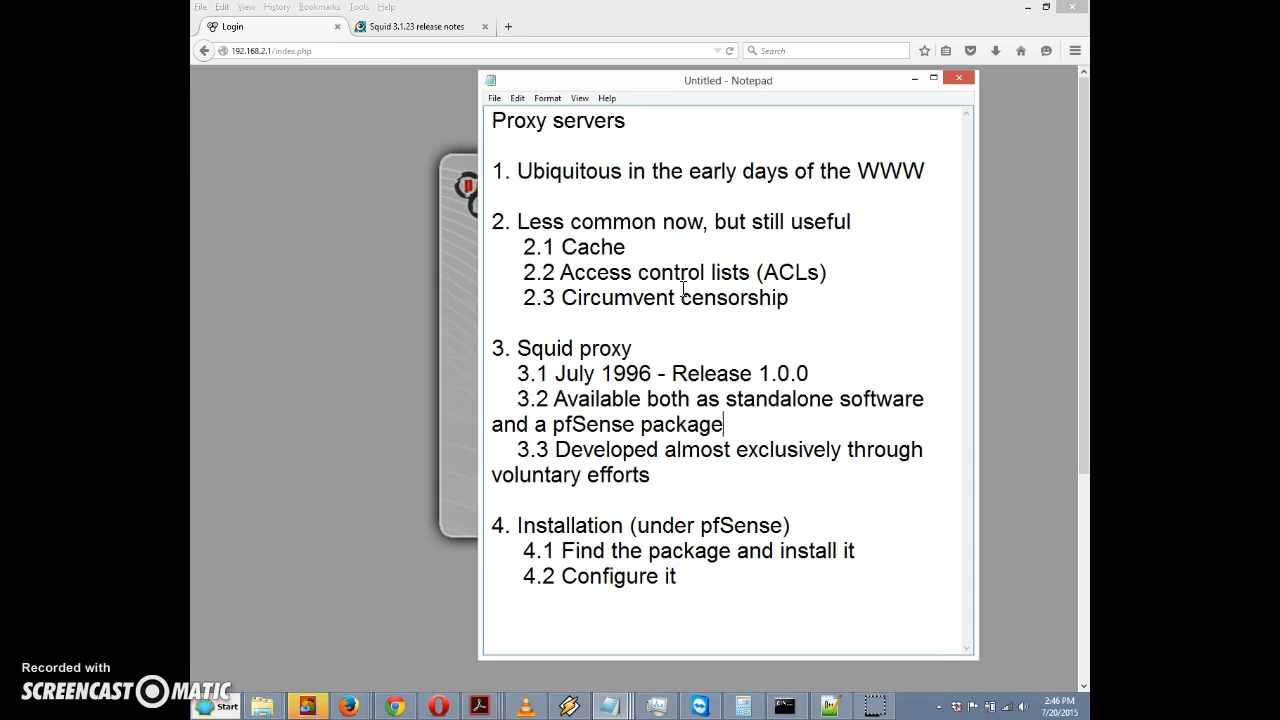 File Edit View History Bookmarks Tools Help
Login
Squid 3.1.23 release notes
192.168.2.1/index.php
Search
Untitled - Notepad
File Edit Format View Help
Proxy servers
1. Ubiquitous in the early days of the WWW
2. Less common now, but still useful
2.1 Cache
2.2 Access control lists (ACLs)
2.3 Circumvent censorship
3. Squid proxy
3.1 July 1996 - Release 1.0.0
3.2 Available both as standalone software
and a pfSense package
3.3 Developed almost exclusively through
voluntary efforts
4. Installation (under pfSense)
4.1 Find the package and install it
4.2 Configure it
Recorded with
SCREENCAST MATIC
Start
2:46 PM
7/20/2015